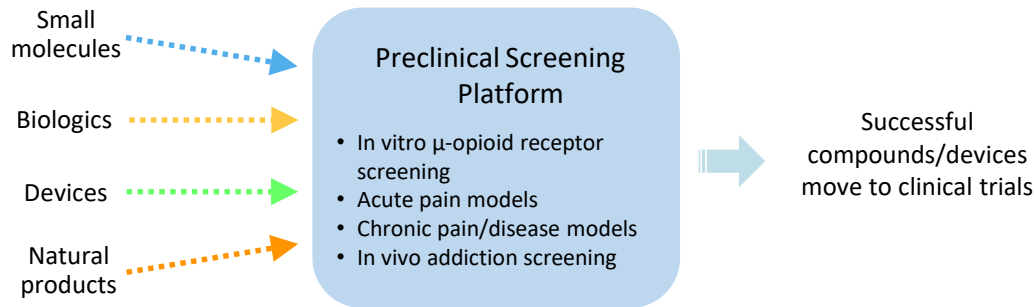 Small
molecules
Biologics
Devices
Natural
products
Preclinical Screening
Platform
• In vitro μ-opioid receptor
screening
• Acute pain models
• Chronic pain/disease models
• In vivo addiction screening
Successful
compounds/devices
move to clinical trials